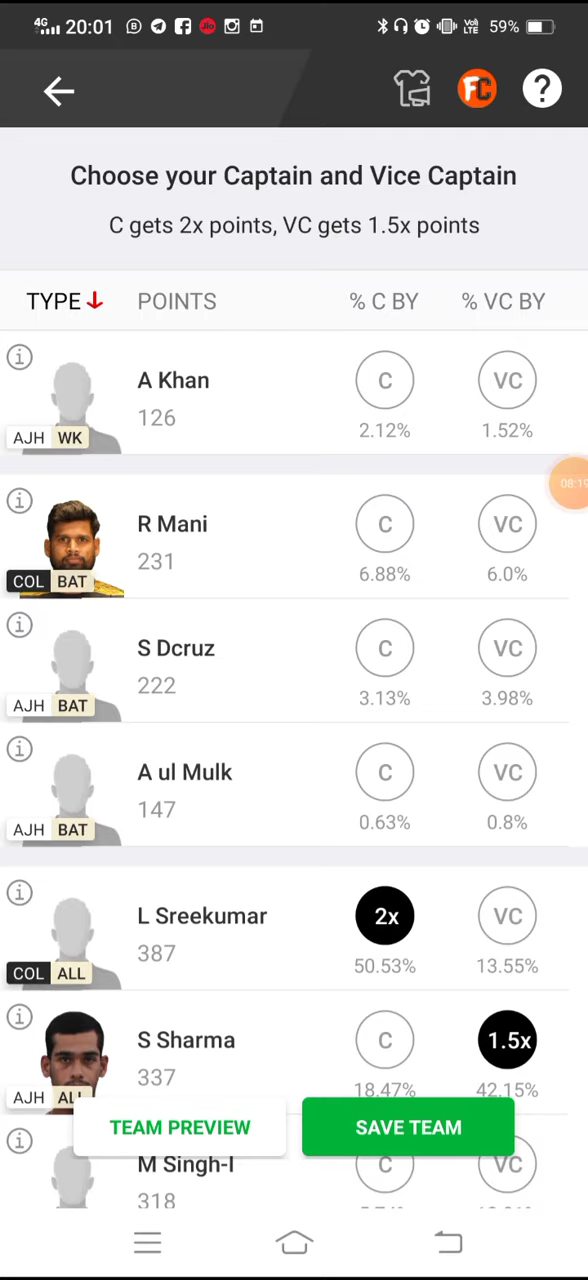 4G 20:01 59%
FC ?
Choose your Captain and Vice Captain
C gets 2x points, VC gets 1.5x points
TYPE POINTS % C BY % VC BY
A Khan
126
C VC
2.12% 1.52%
AJH WK
08:19
R Mani
231
C VC
6.88% 6.0%
COL BAT
S Dcruz
222
C VC
3.13% 3.98%
AJH BAT
A ul Mulk
147
C VC
0.63% 0.8%
AJH BAT
L Sreekumar
387
2x VC
50.53% 13.55%
COL ALL
S Sharma
337
C 1.5x
18.47% 42.15%
AJH ALL
TEAM PREVIEW SAVE TEAM
M Singh-I
318
C VC